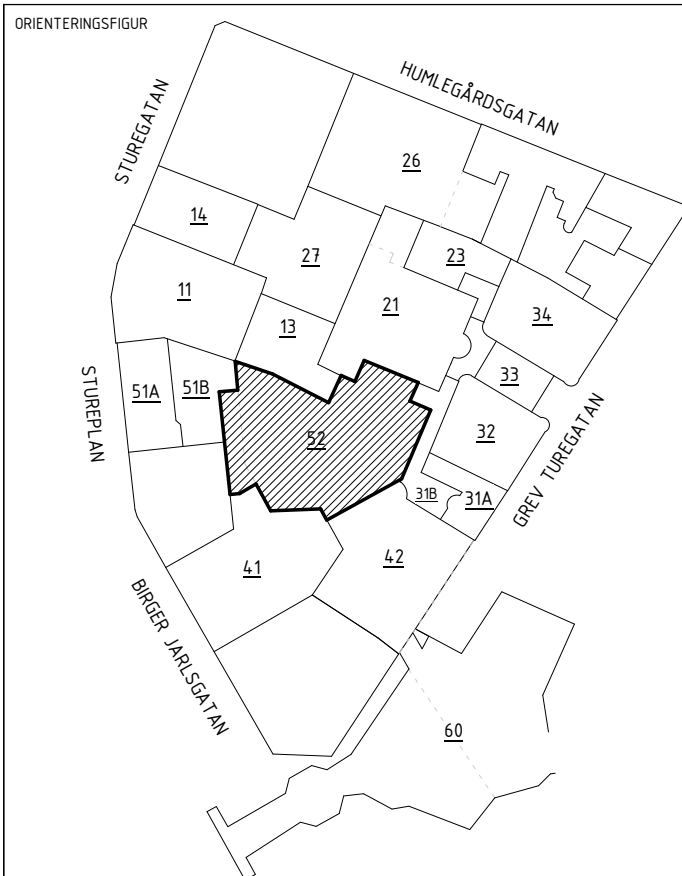 ORIENTERINGSFIGUR
HUMLEGÅRDSGATAN
STUREGATAN
26
14
27
23
11
21
34
13
33
51A
51B
STUREPLAN
52
32
GREV TUREGATAN
31B
31A
41
42
BIRGER JARLSGATAN
60